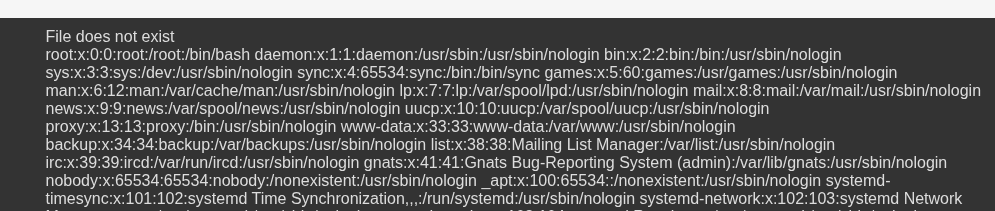 File does not exist
root:x:0:0:root:/root:/bin/bash daemon:x:1:1:daemon:/usr/sbin:/usr/sbin/nologin bin:x:2:2:bin:/bin:/usr/sbin/nologin
sys:x:3:3:sys:/dev:/usr/sbin/nologin sync:x:4:65534:sync:/bin:/bin/sync games:x:5:60:games:/usr/games:/usr/sbin/nologin
man:x:6:12:man:/var/cache/man:/usr/sbin/nologin lp:x:7:7:lp:/var/spool/lpd:/usr/sbin/nologin mail:x:8:8:mail:/var/mail:/usr/sbin/nologin
news:x:9:9:news:/var/spool/news:/usr/sbin/nologin uucp:x:10:10:uucp:/var/spool/uucp:/usr/sbin/nologin
proxy:x:13:13:proxy:/bin:/usr/sbin/nologin www-data:x:33:33:www-data:/var/www:/usr/sbin/nologin
backup:x:34:34:backup:/var/backups:/usr/sbin/nologin list:x:38:38:Mailing List Manager:/var/list:/usr/sbin/nologin
irc:x:39:39:ircd:/var/run/ircd:/usr/sbin/nologin gnats:x:41:41:Gnats Bug-Reporting System (admin):/var/lib/gnats:/usr/sbin/nologin
nobody:x:65534:65534:nobody:/nonexistent:/usr/sbin/nologin _apt:x:100:65534::/nonexistent:/usr/sbin/nologin systemd-
timesync:x:101:102:systemd Time Synchronization,,,:/run/systemd:/usr/sbin/nologin systemd-network:x:102:103:systemd Network